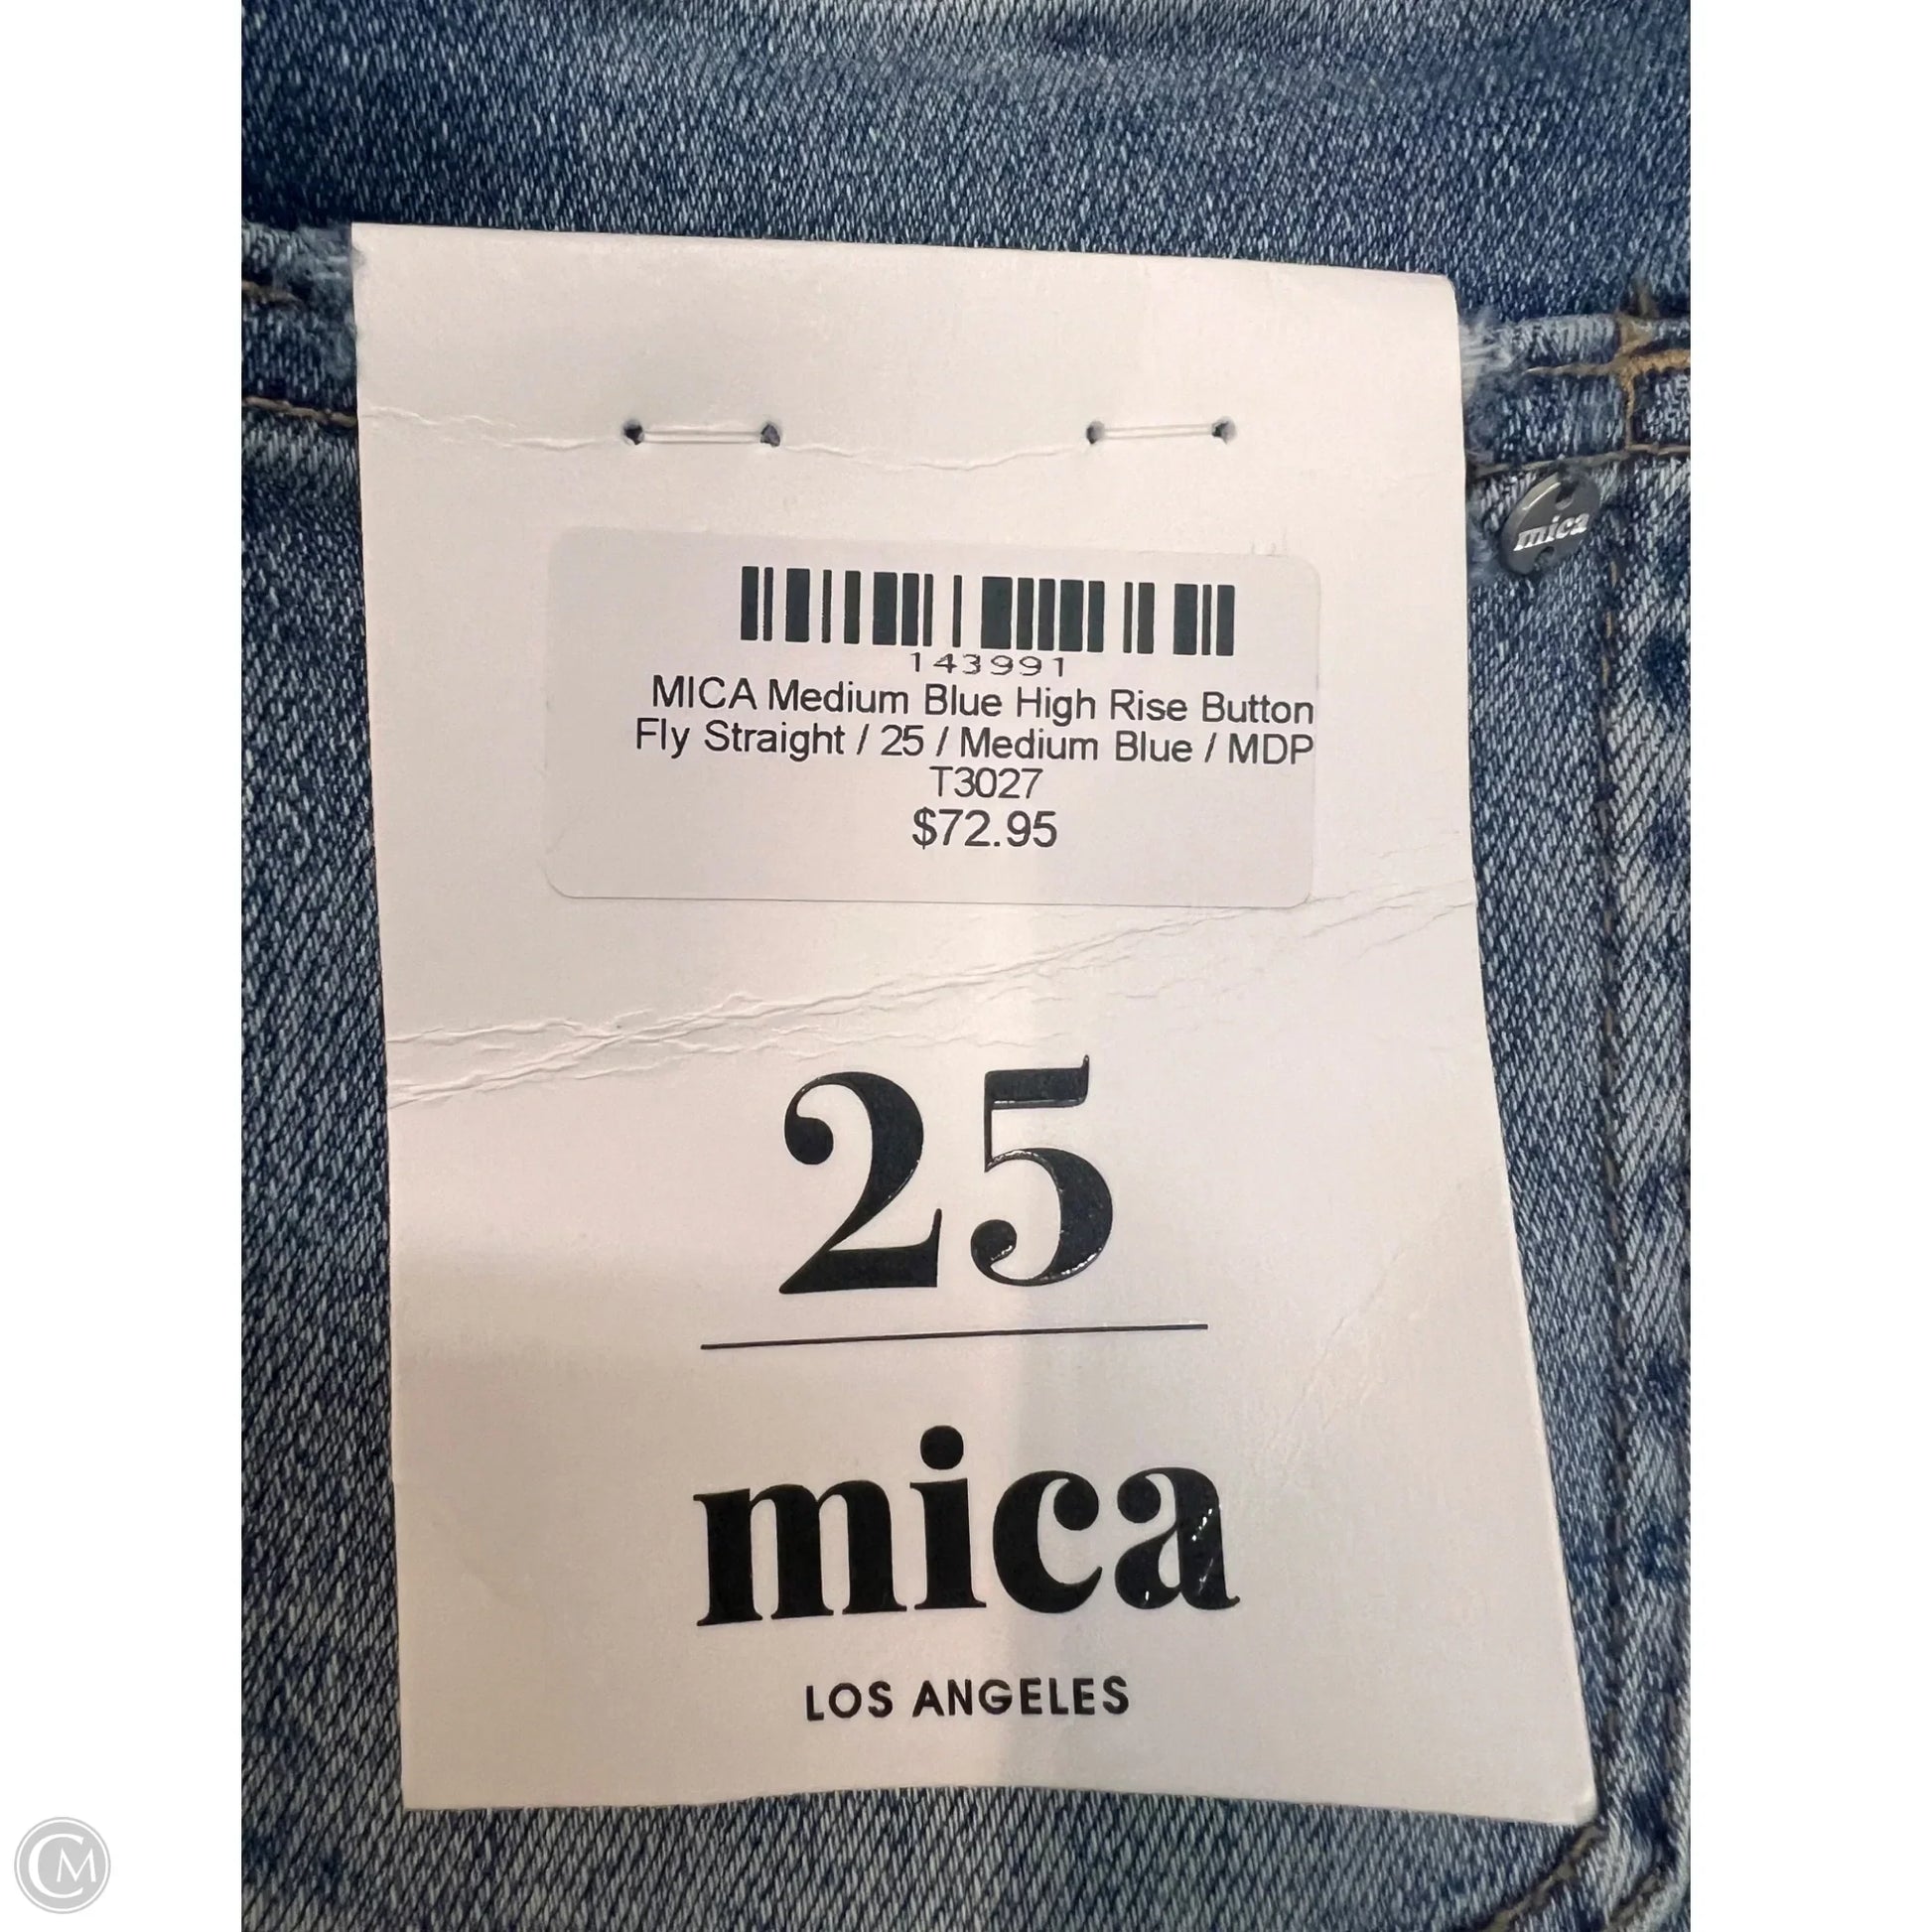 143991
MICA Medium Blue High Rise Button
Fly Straight / 25 / Medium Blue / MDP
T3027
$72.95
mica
25
mica
LOS ANGELES
CM